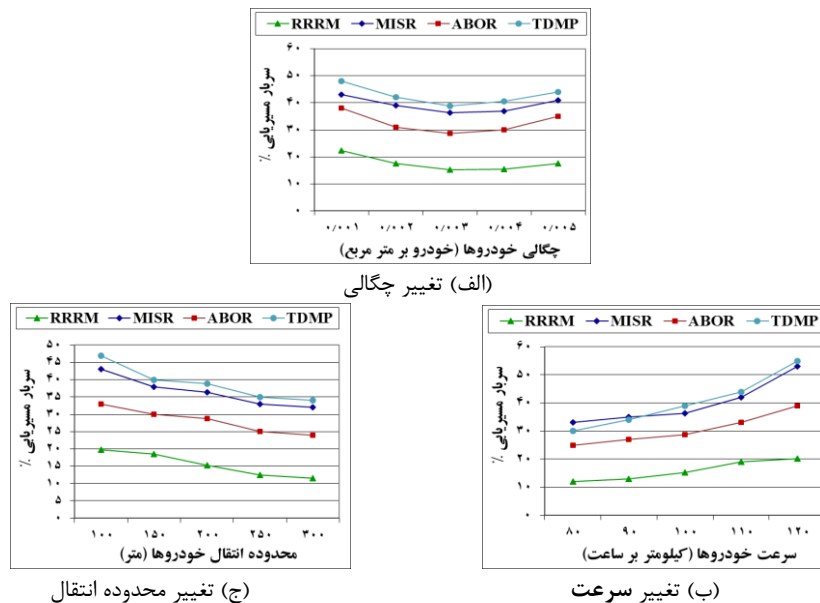 RRRM MISR ABOR TDMP
سربار مسیریابی %
۶۰
۵۰
۴۰
۳۰
۲۰
۱۰
۰
۰/۰۰۱ ۰/۰۰۲ ۰/۰۰۳ ۰/۰۰۴ ۰/۰۰۵
چگالی خودروها (خودرو بر متر مربع)
(الف) تغییر چگالی
RRRM MISR ABOR TDMP
سربار مسیریابی %
۶۰
۵۰
۴۰
۳۰
۲۰
۱۰
۰
۸۰ ۹۰ ۱۰۰ ۱۱۰ ۱۲۰
سرعت خودروها (کیلومتر بر ساعت)
(ب) تغییر سرعت
RRRM MISR ABOR TDMP
سربار مسیریابی %
۵۰
۴۵
۴۰
۳۵
۳۰
۲۵
۲۰
۱۵
۱۰
۵
۰
۱۰۰ ۱۵۰ ۲۰۰ ۲۵۰ ۳۰۰
محدوده انتقال خودروها (متر)
(ج) تغییر محدوده انتقال